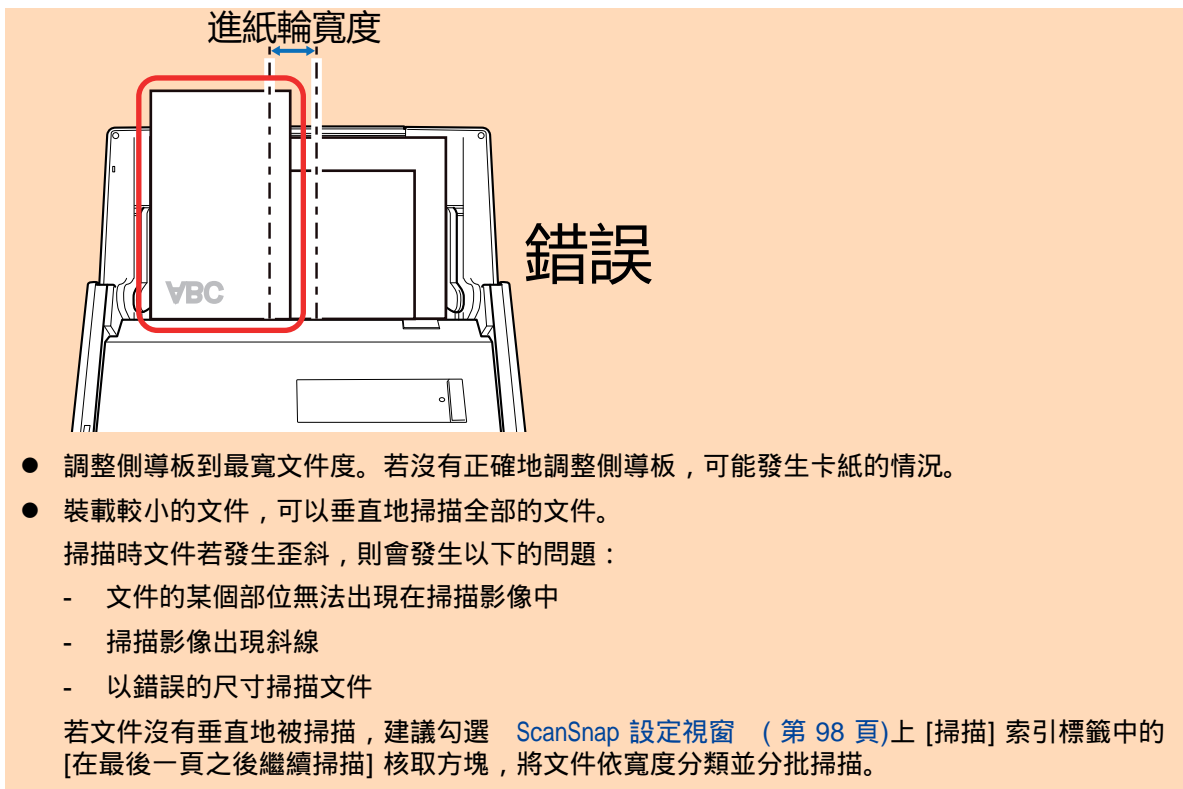 進紙輪寬度
錯誤
ⱯBC
● 調整側導板到最寬文件度。若沒有正確地調整側導板，可能發生卡紙的情況。
● 裝載較小的文件，可以垂直地掃描全部的文件。
掃描時文件若發生歪斜，則會發生以下的問題：
- 文件的某個部位無法出現在掃描影像中
- 掃描影像出現斜線
- 以錯誤的尺寸掃描文件
若文件沒有垂直地被掃描，建議勾選 ScanSnap 設定視窗 (第 98 頁)上 [掃描] 索引標籤中的
[在最後一頁之後繼續掃描] 核取方塊，將文件依寬度分類並分批掃描。